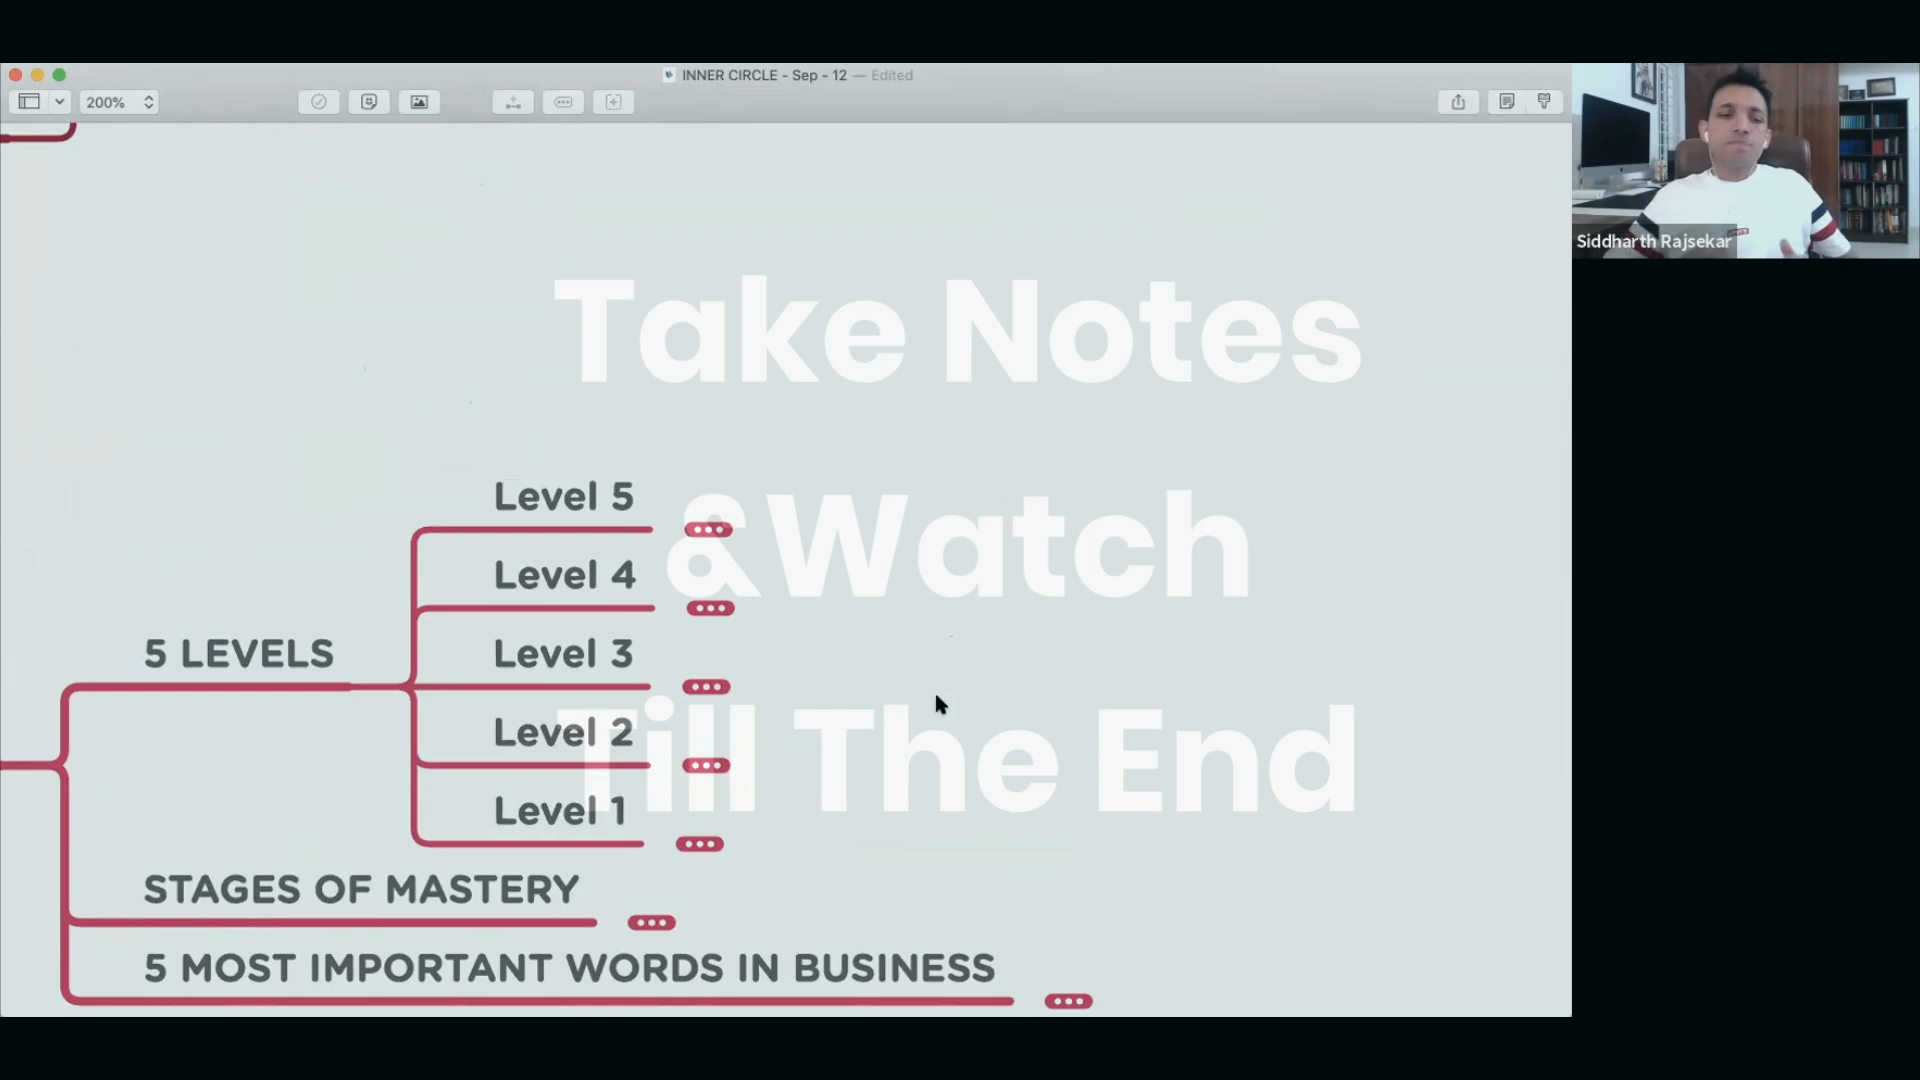 INNER CIRCLE - Sep - 12 — Edited
200%
Siddharth Rajsekar
Take Notes
&Watch
Till The End
Level 5
Level 4
5 LEVELS
Level 3
Level 2
Level 1
STAGES OF MASTERY
5 MOST IMPORTANT WORDS IN BUSINESS